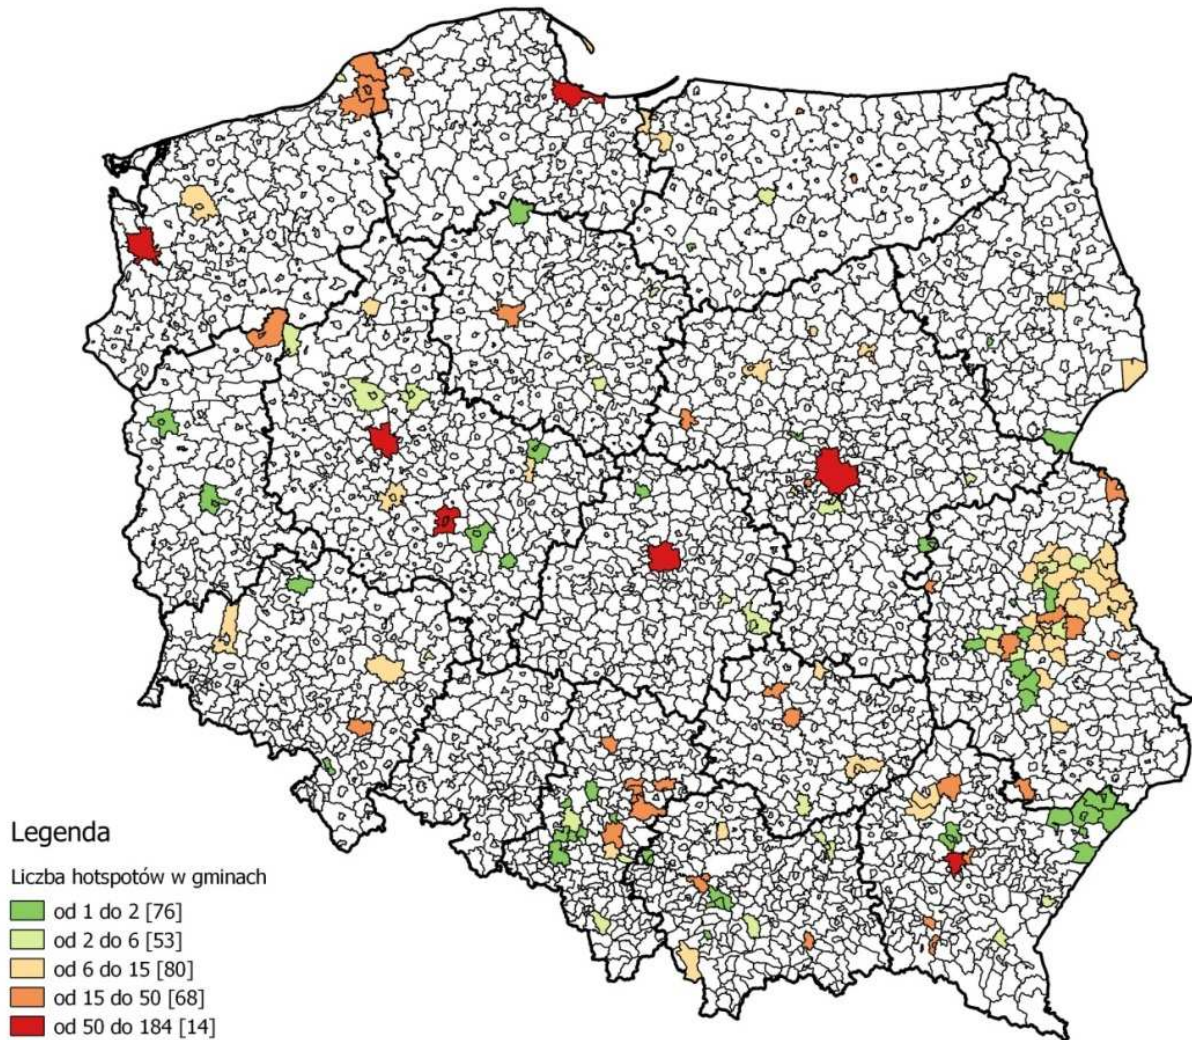 Legenda
Liczba hotspotów w gminach
od 1 do 2 [76]
od 2 do 6 [53]
od 6 do 15 [80]
od 15 do 50 [68]
od 50 do 184 [14]